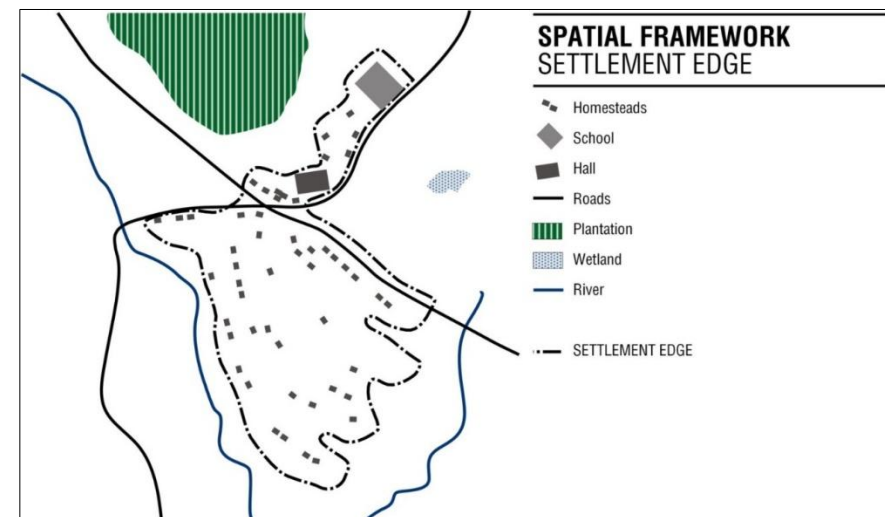 SPATIAL FRAMEWORK
SETTLEMENT EDGE
Homesteads
School
Hall
Roads
Plantation
Wetland
River
SETTLEMENT EDGE